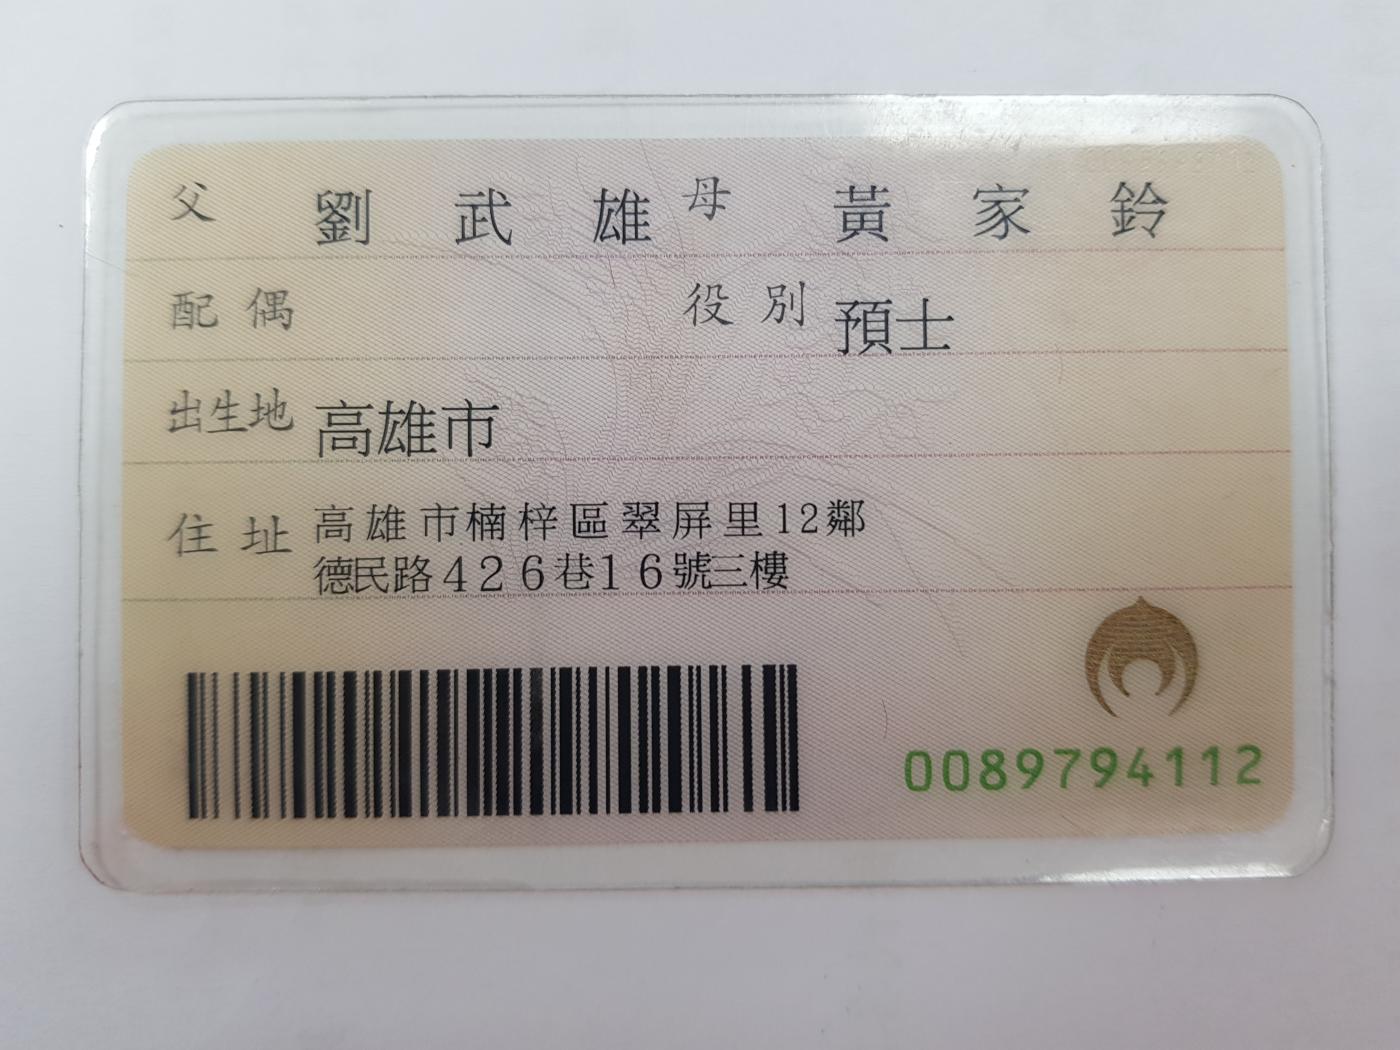 父 劉武雄 母 黃家鈴
配偶 役別 預士
出生地 高雄市
住址 高雄市楠梓區翠屏里12鄰
德民路426巷16號三樓
0089794112